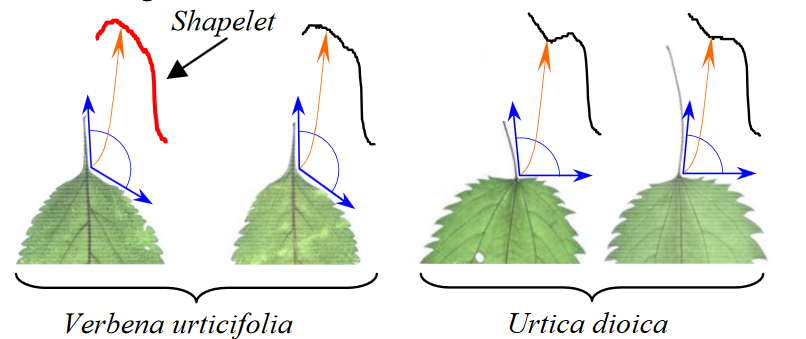 Shapelet
Verbena urticifolia
Urtica dioica